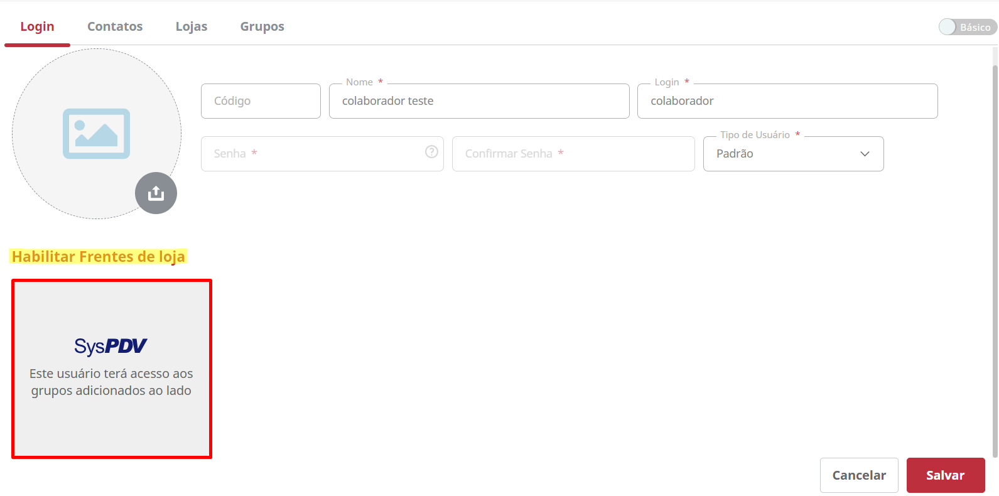 Login Contatos Lojas Grupos Básico
Nome * Login *
Código colaborador teste colaborador
Tipo de Usuário *
Senha * ? Confirmar Senha * Padrão
Habilitar Frentes de loja
SysPDV
Este usuário terá acesso aos
grupos adicionados ao lado
Cancelar Salvar